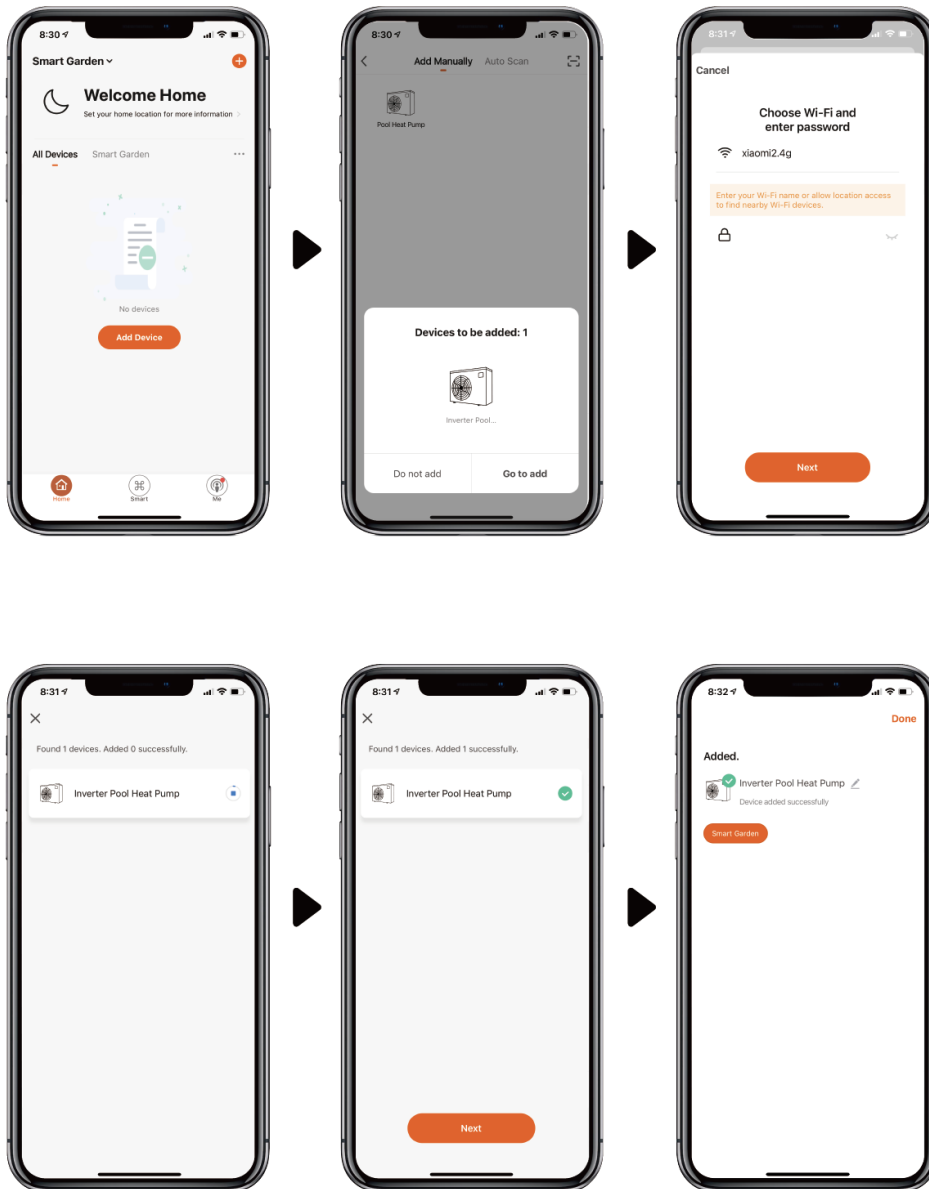 8:30
Smart Garden
Welcome Home
Set your home location for more information
All Devices Smart Garden
No devices
Add Device
Home Smart Me
8:30
Add Manually Auto Scan
Pool Heat Pump
Devices to be added: 1
Inverter Pool...
Do not add Go to add
8:31
Cancel
Choose Wi-Fi and
enter password
xiaomi2.4g
Enter your Wi-Fi name or allow location access
to find nearby Wi-Fi devices.
Next
8:31
Found 1 devices. Added 0 successfully.
Inverter Pool Heat Pump
8:31
Found 1 devices. Added 1 successfully.
Inverter Pool Heat Pump
Next
8:32
Done
Added.
Inverter Pool Heat Pump
Device added successfully
Smart Garden